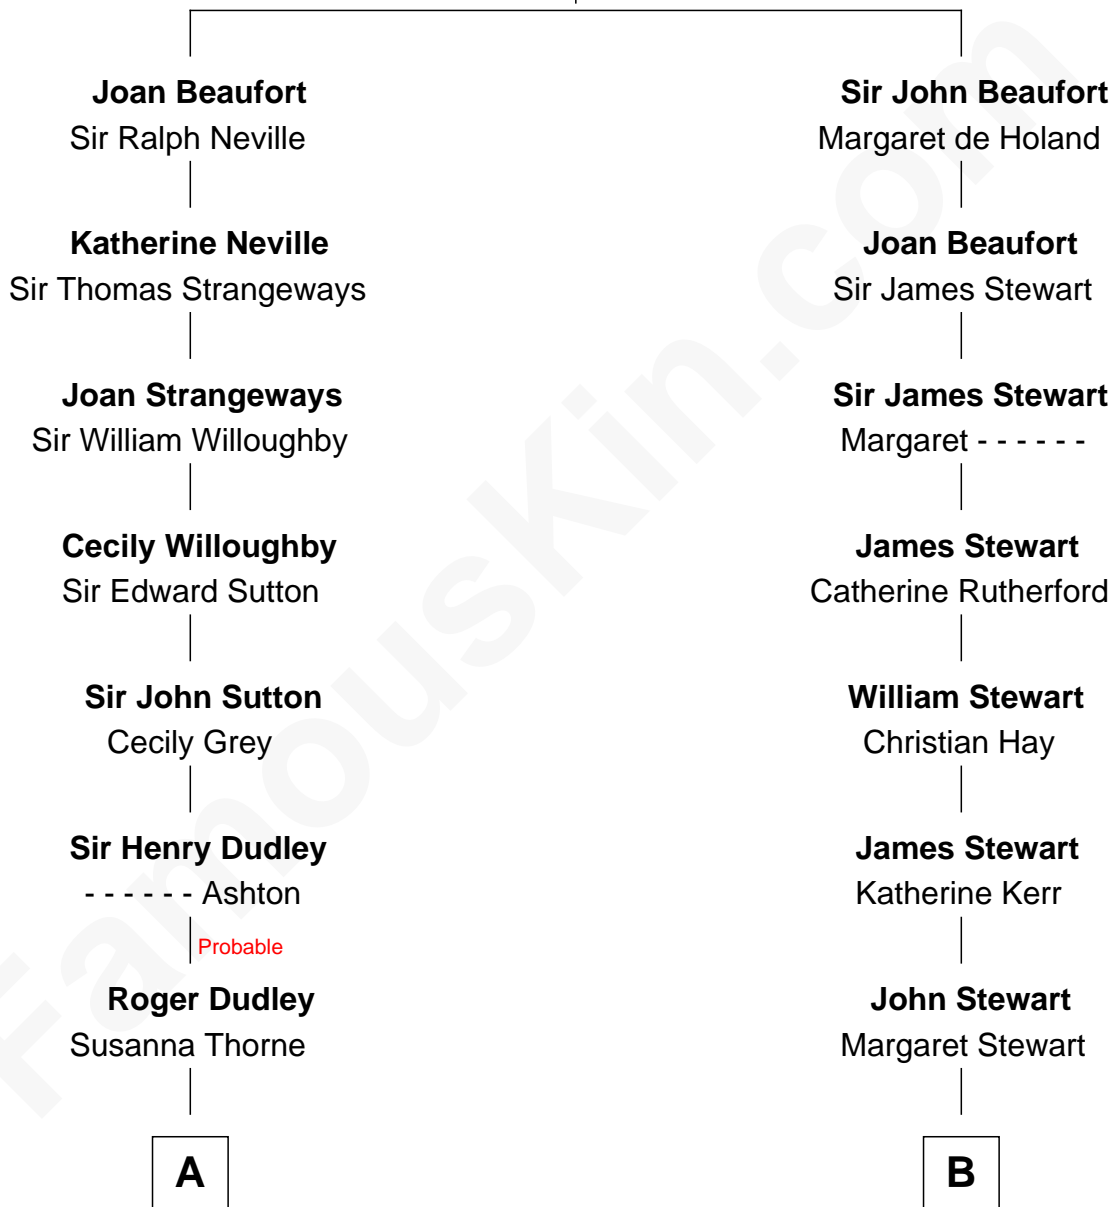 Joan Beaufort
Sir Ralph Neville
Katherine Neville
Sir Thomas Strangeways
Joan Strangeways
Sir William Willoughby
Cecily Willoughby
Sir Edward Sutton
Sir John Sutton
Cecily Grey
Sir Henry Dudley
- - - - - - Ashton
Probable
Roger Dudley
Susanna Thorne
A
Sir John Beaufort
Margaret de Holand
Joan Beaufort
Sir James Stewart
Sir James Stewart
Margaret - - - - - -
James Stewart
Catherine Rutherford
William Stewart
Christian Hay
James Stewart
Katherine Kerr
John Stewart
Margaret Stewart
B
FamousKin.com